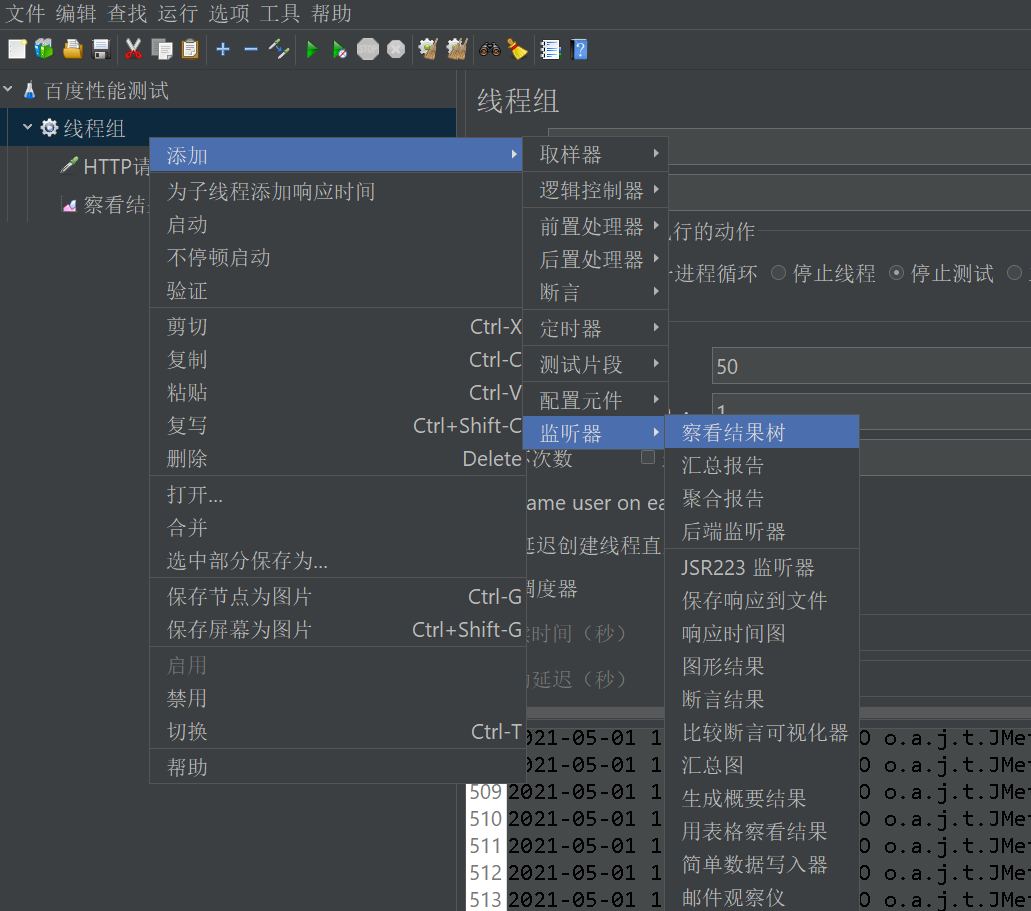 文件 编辑 查找 运行 选项 工具 帮助
百度性能测试
线程组
HTTP请
察看结
线程组
添加
为子线程添加响应时间
启动
不停顿启动
验证
剪切 Ctrl-X
复制 Ctrl-C
粘贴 Ctrl-V
复写 Ctrl+Shift-C
删除 Delete
打开...
合并
选中部分保存为...
保存节点为图片 Ctrl-G
保存屏幕为图片 Ctrl+Shift-G
启用
禁用
切换 Ctrl-T
帮助
取样器
逻辑控制器
前置处理器
后置处理器
断言
定时器
测试片段
配置元件
监听器
察看结果树
汇总报告
聚合报告
后端监听器
JSR223 监听器
保存响应到文件
响应时间图
图形结果
断言结果
比较断言可视化器
汇总图
生成概要结果
用表格察看结果
简单数据写入器
邮件观察仪
行的动作
进程循环 停止线程 停止测试
50
1
次数
ame user on ea
延迟创建线程直
调度器
时间（秒）
延迟（秒）
021-05-01 1 0 o.a.j.t.JMe
021-05-01 1 0 o.a.j.t.JMe
509 2021-05-01 1 0 o.a.j.t.JMe
510 2021-05-01 1 0 o.a.j.t.JMe
511 2021-05-01 1 0 o.a.j.t.JMe
512 2021-05-01 1 0 o.a.j.t.JMe
513 2021-05-01 1 0 o.a.j.t.JMe